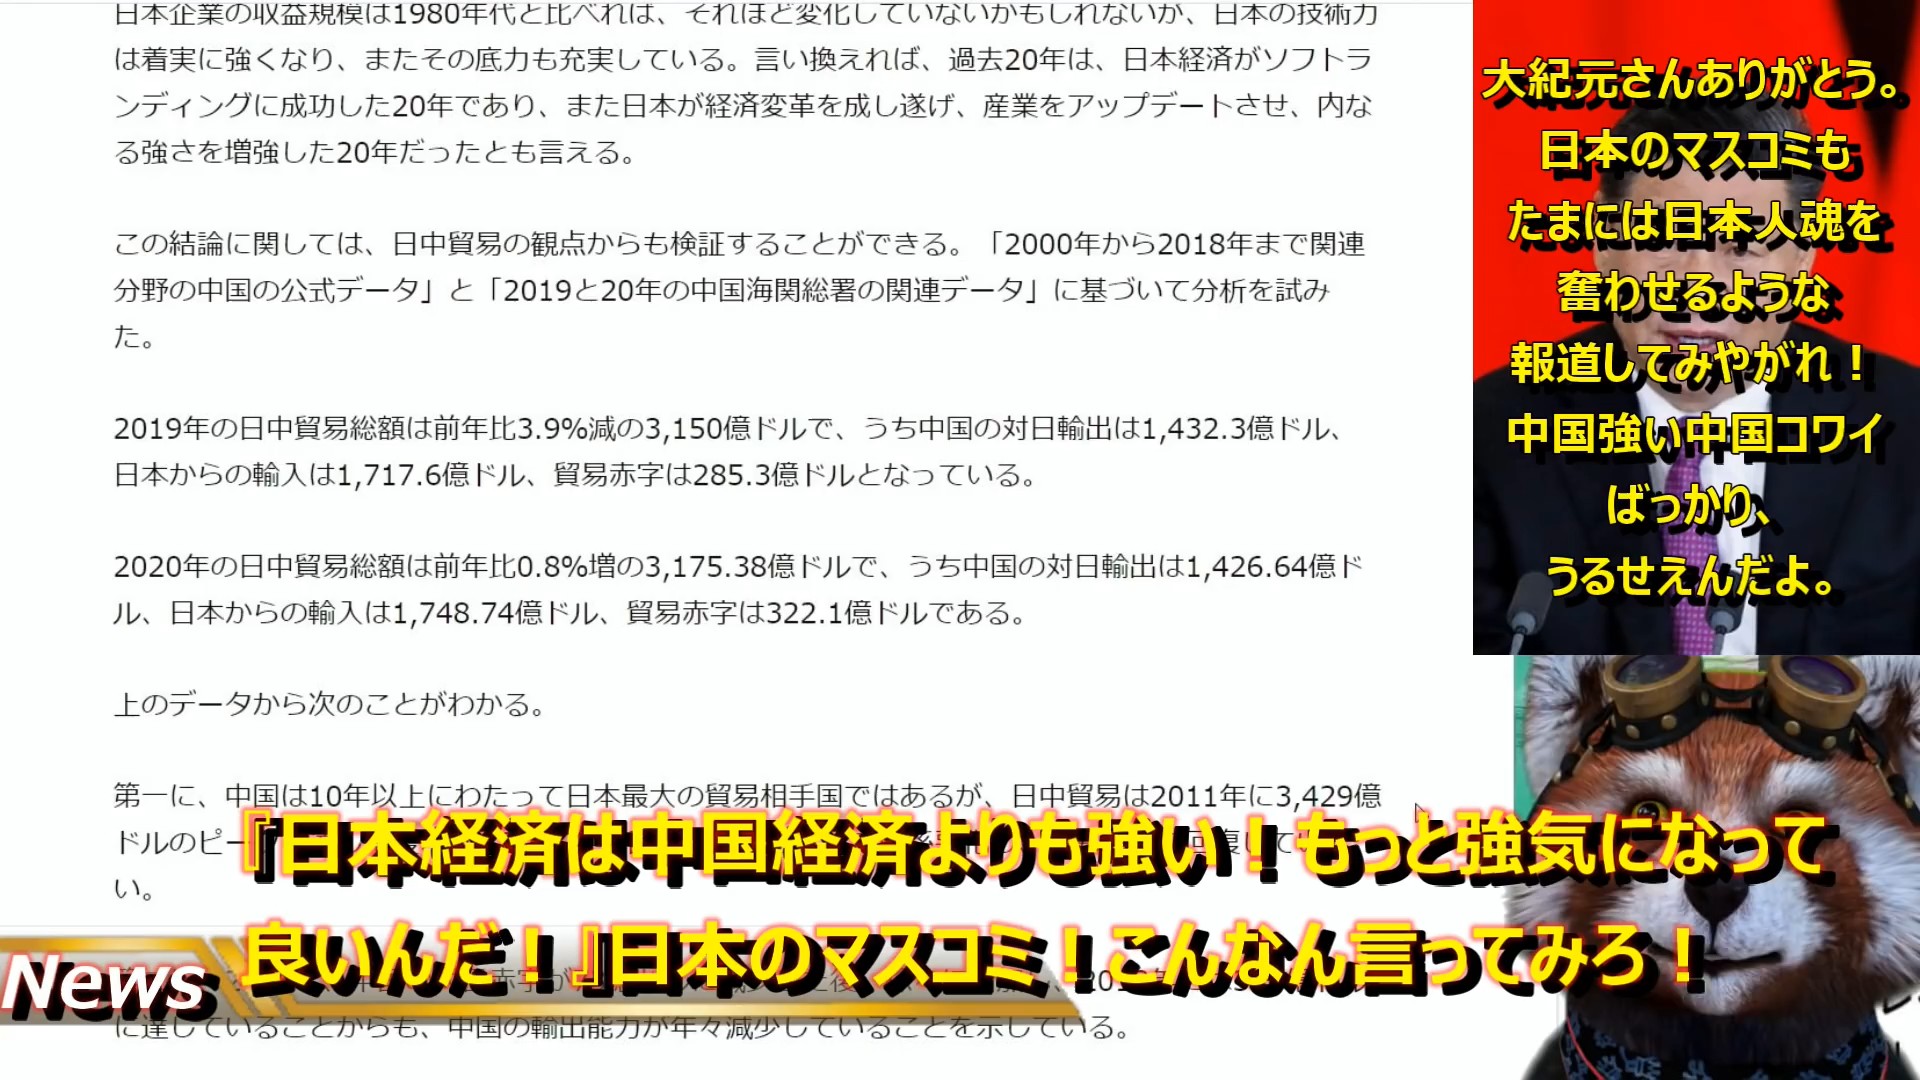 日本企業の収益規模は1980年代と比べれば、それほど変化していないかもしれないが、日本の技術力
は着実に強くなり、またその底力も充実している。言い換えれば、過去20年は、日本経済がソフトラ
ンディングに成功した20年であり、また日本が経済変革を成し遂げ、産業をアップデートさせ、内な
る強さを増強した20年だったとも言える。
この結論に関しては、日中貿易の観点からも検証することができる。「2000年から2018年まで関連
分野の中国の公式データ」と「2019と20年の中国海関総署の関連データ」に基づいて分析を試み
た。
2019年の日中貿易総額は前年比3.9%減の3,150億ドルで、うち中国の対日輸出は1,432.3億ドル、
日本からの輸入は1,717.6億ドル、貿易赤字は285.3億ドルとなっている。
2020年の日中貿易総額は前年比0.8%増の3,175.38億ドルで、うち中国の対日輸出は1,426.64億ド
ル、日本からの輸入は1,748.74億ドル、貿易赤字は322.1億ドルである。
上のデータから次のことがわかる。
第一に、中国は10年以上にわたって日本最大の貿易相手国ではあるが、日中貿易は2011年に3,429億
ドルのピー
い。
に達していることからも、中国の輸出能力が年々減少していることを示している。
大紀元さんありがとう。
日本のマスコミも
たまには日本人魂を
奮わせるような
報道してみやがれ！
中国強い中国コワイ
ばっかり、
うるせえんだよ。
『日本経済は中国経済よりも強い！もっと強気になって
良いんだ！』日本のマスコミ！こんなん言ってみろ！
News